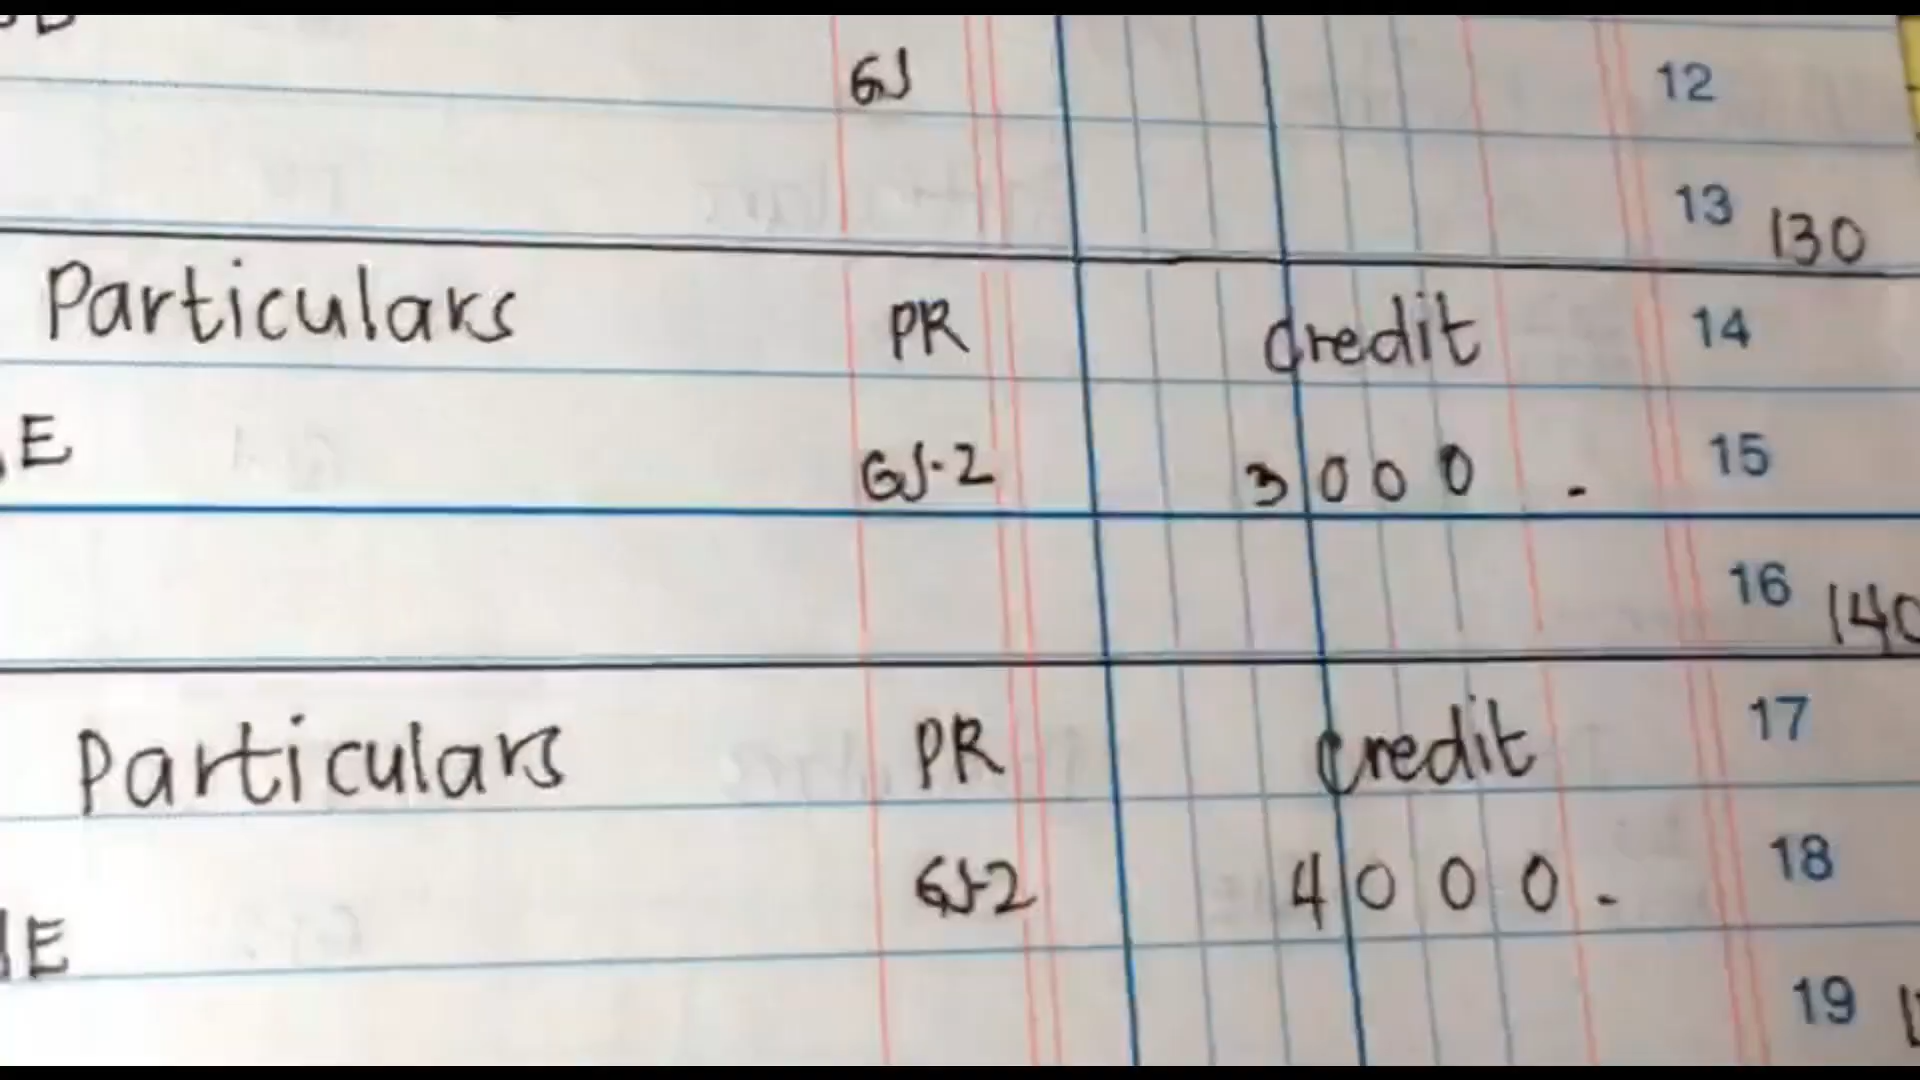 GJ 12
13 130
Particulars PR Credit 14
E GJ-2 3000 - 15
16 140
Particulars PR Credit 17
E GJ-2 4000 - 18
19